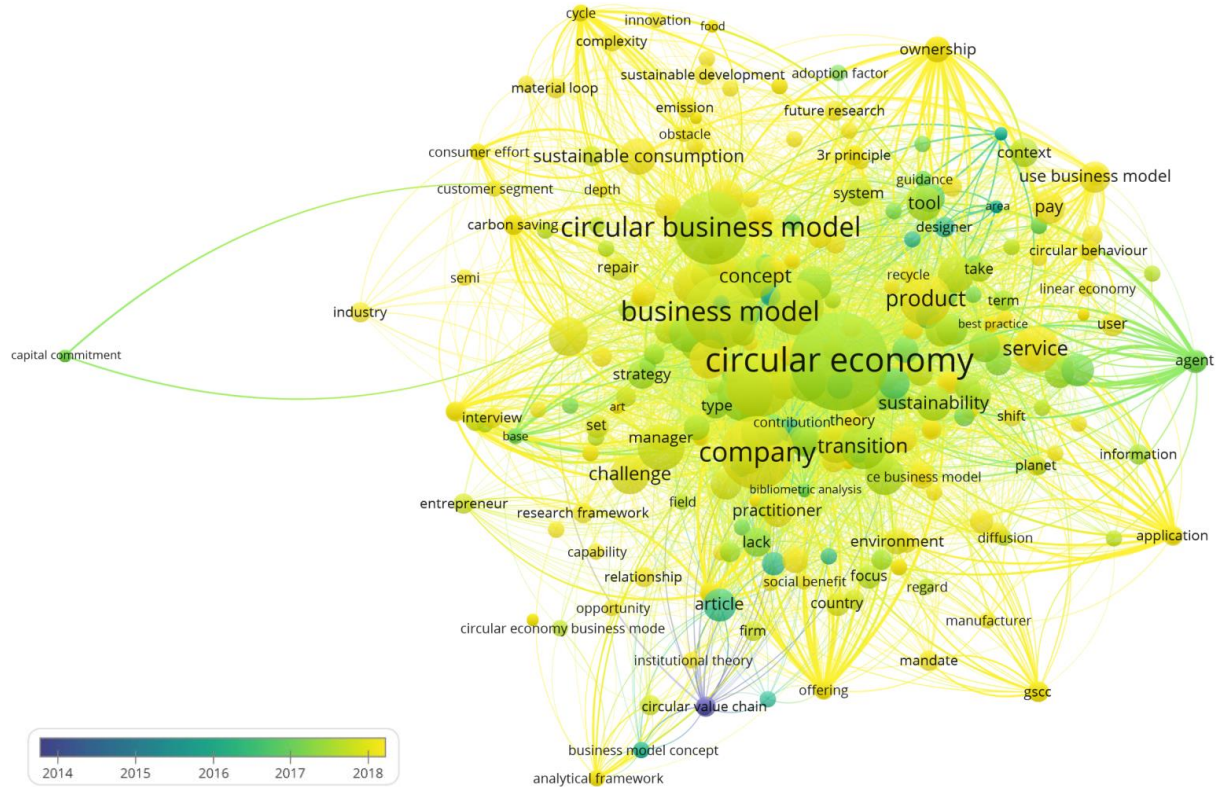 cycle
innovation
food
complexity
ownership
sustainable development
adoption factor
material loop
emission
future research
obstacle
consumer effort
sustainable consumption
3r principle
context
customer segment
depth
system
guidance
use business model
tool
area
pay
carbon saving
circular business model
designer
circular behaviour
semi
repair
concept
recycle
take
linear economy
industry
business model
product
term
best practice
user
capital commitment
circular economy
service
agent
strategy
type
sustainability
interview
art
set
contribution
theory
shift
base
manager
company
transition
information
challenge
ce business model
planet
bibliometric analysis
entrepreneur
research framework
field
practitioner
capability
lack
environment
diffusion
application
relationship
social benefit
focus
regard
opportunity
article
country
manufacturer
circular economy business mode
firm
institutional theory
mandate
offering
gscc
circular value chain
business model concept
analytical framework
2014 2015 2016 2017 2018